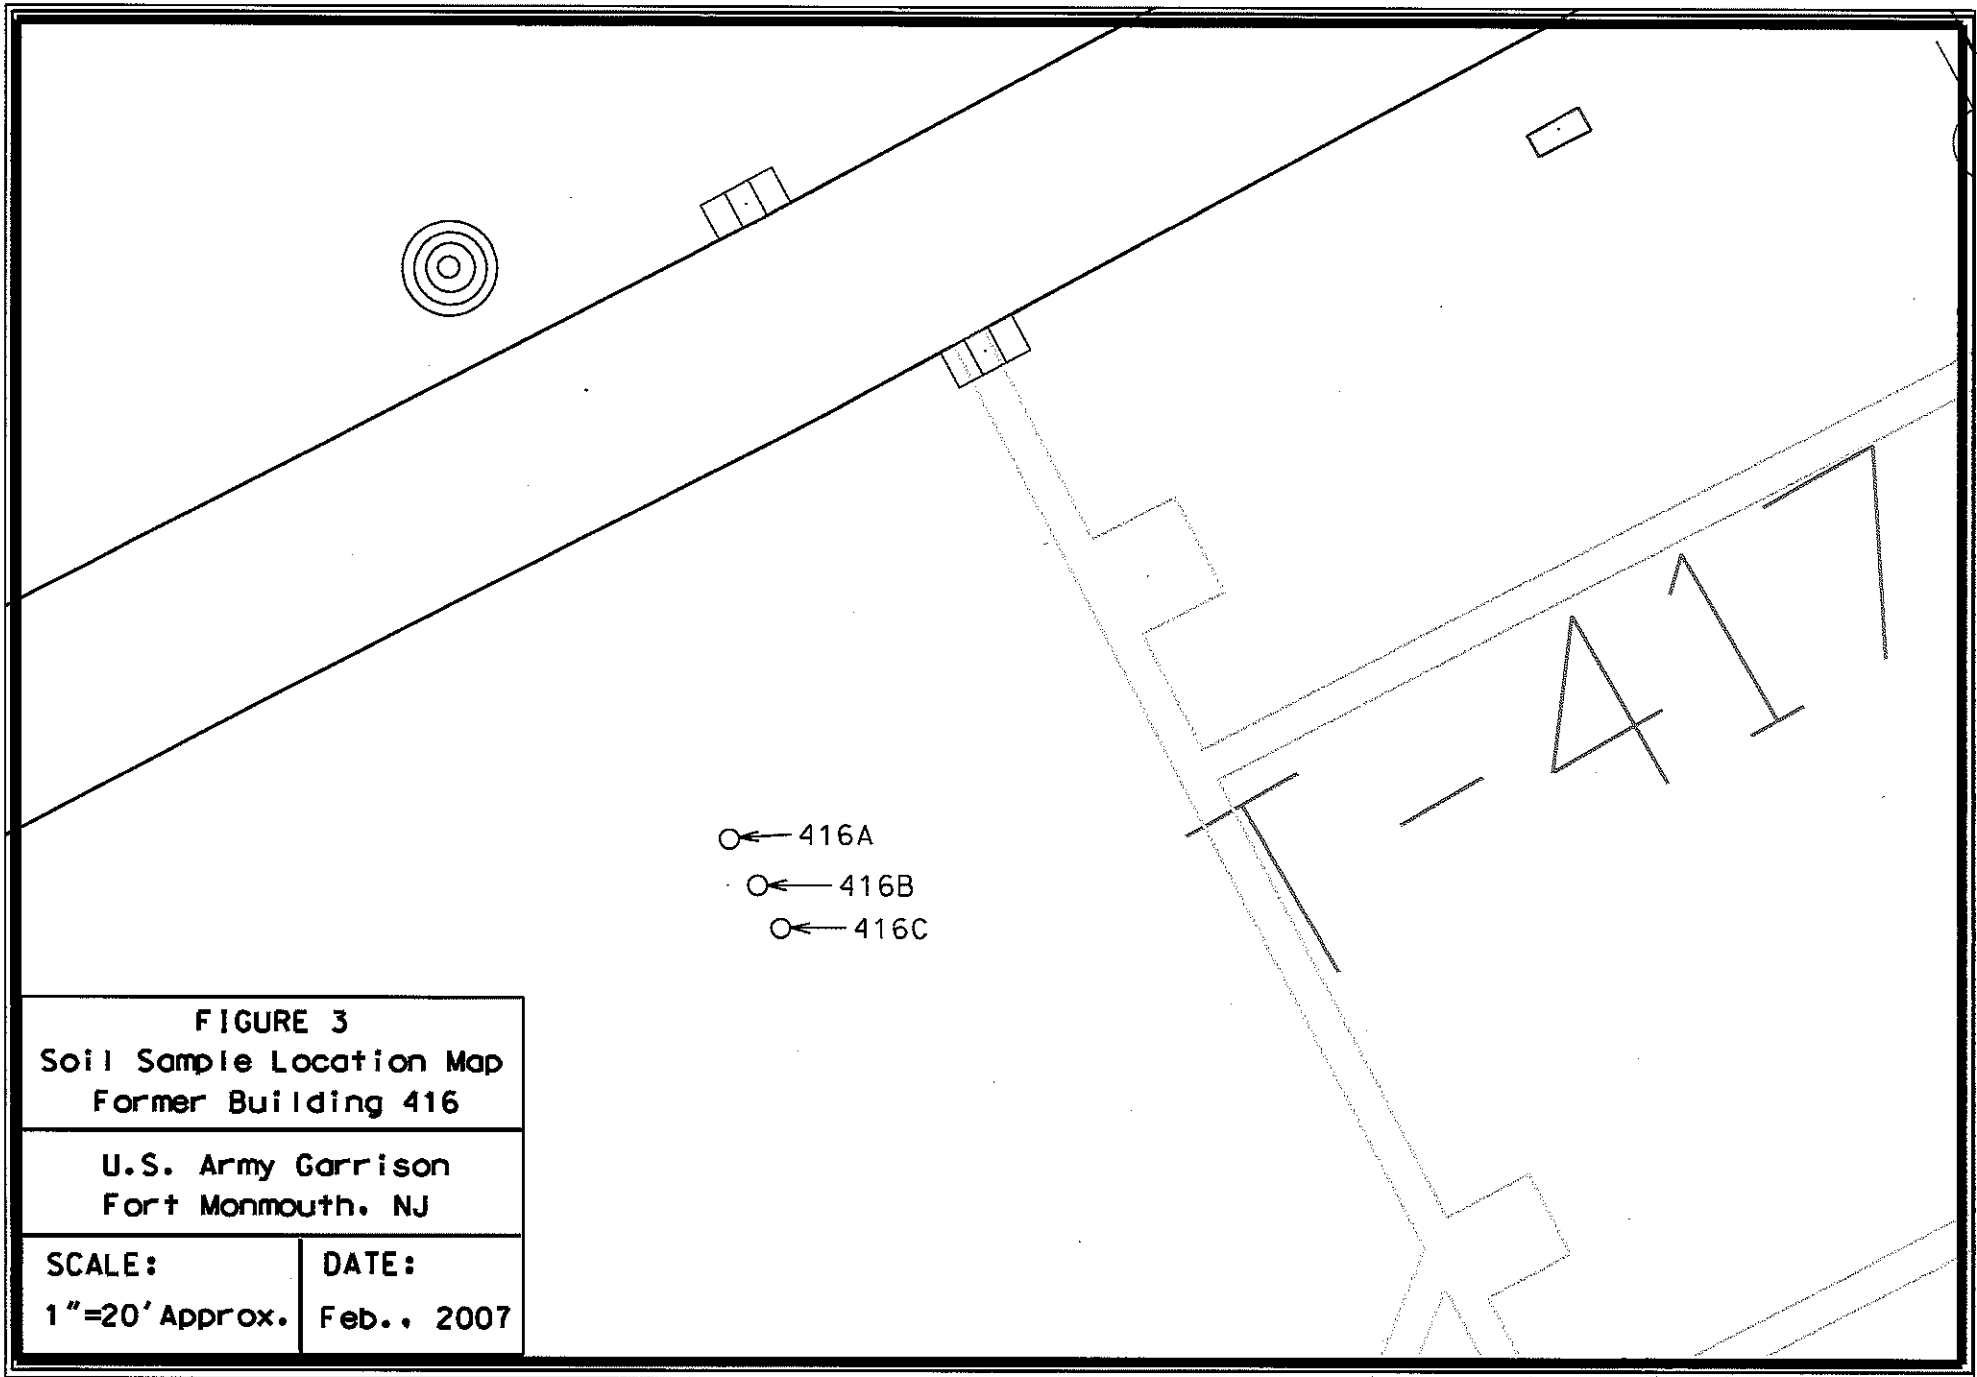 T - 417
416A
416B
416C
FIGURE 3
Soil Sample Location Map
Former Building 416
U.S. Army Garrison
Fort Monmouth, NJ
SCALE:
1"=20' Approx.
DATE:
Feb., 2007